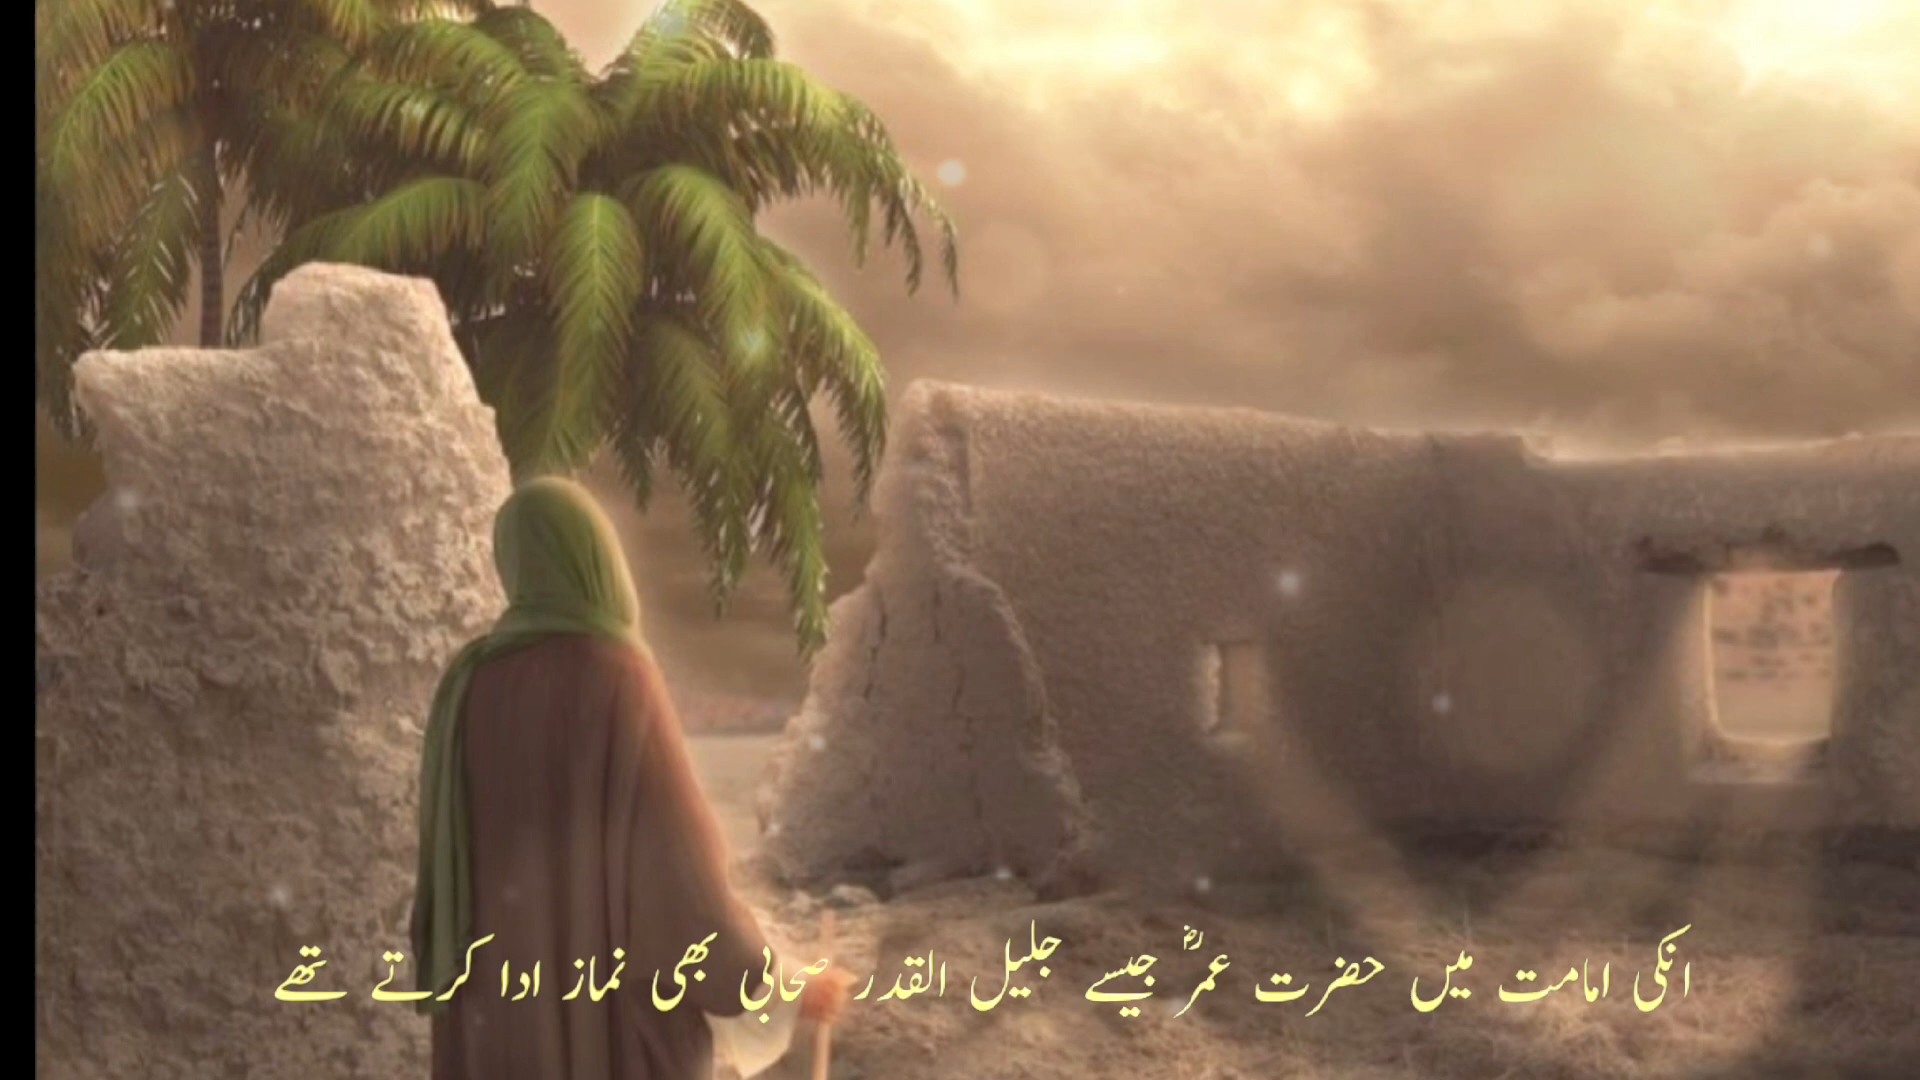 انکی امامت میں حضرت عمرؓ جیسے جلیل القدر صحابی بھی نماز ادا کرتے تھے